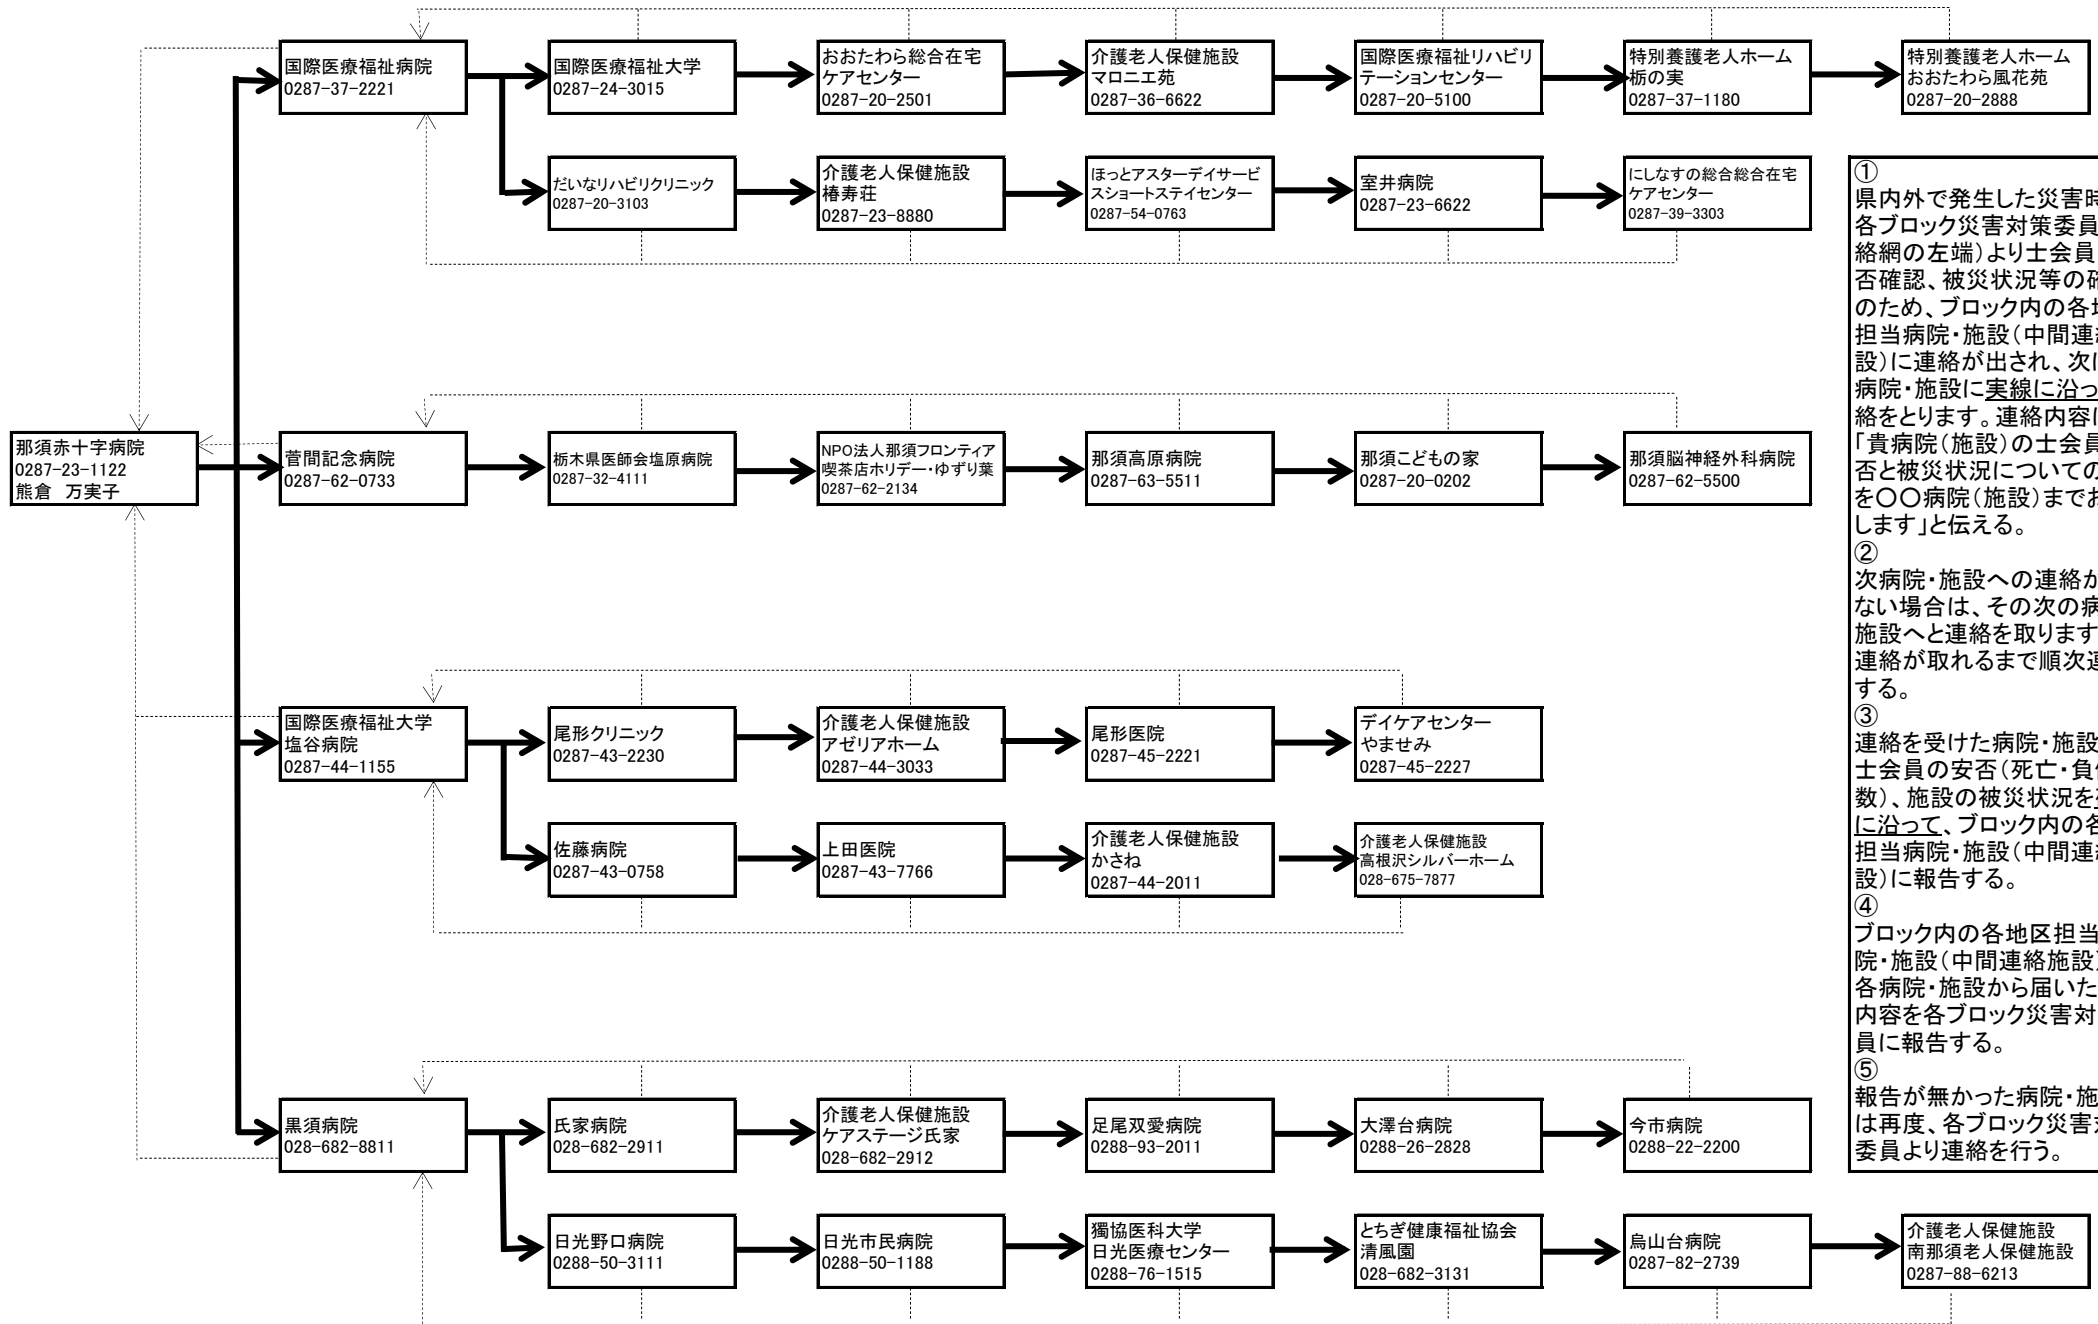 国際医療福祉病院
0287-37-2221
国際医療福祉大学
0287-24-3015
おおたわら総合在宅
ケアセンター
0287-20-2501
介護老人保健施設
マロニエ苑
0287-36-6622
国際医療福祉リハビリ
テーションセンター
0287-20-5100
特別養護老人ホーム
栃の実
0287-37-1180
特別養護老人ホーム
おおたわら風花苑
0287-20-2888
だいなリハビリクリニック
0287-20-3103
介護老人保健施設
椿寿荘
0287-23-8880
ほっとアスターデイサービ
スショートステイセンター
0287-54-0763
室井病院
0287-23-6622
にしなすの総合総合在宅
ケアセンター
0287-39-3303
那須赤十字病院
0287-23-1122
熊倉　万実子
菅間記念病院
0287-62-0733
栃木県医師会塩原病院
0287-32-4111
NPO法人那須フロンティア
喫茶店ホリデー・ゆずり葉
0287-62-2134
那須高原病院
0287-63-5511
那須こどもの家
0287-20-0202
那須脳神経外科病院
0287-62-5500
国際医療福祉大学
塩谷病院
0287-44-1155
尾形クリニック
0287-43-2230
介護老人保健施設
アゼリアホーム
0287-44-3033
尾形医院
0287-45-2221
デイケアセンター
やませみ
0287-45-2227
佐藤病院
0287-43-0758
上田医院
0287-43-7766
介護老人保健施設
かさね
0287-44-2011
介護老人保健施設
高根沢シルバーホーム
028-675-7877
黒須病院
028-682-8811
氏家病院
028-682-2911
介護老人保健施設
ケアステージ氏家
028-682-2912
足尾双愛病院
0288-93-2011
大澤台病院
0288-26-2828
今市病院
0288-22-2200
日光野口病院
0288-50-3111
日光市民病院
0288-50-1188
獨協医科大学
日光医療センター
0288-76-1515
とちぎ健康福祉協会
清風園
028-682-3131
烏山台病院
0287-82-2739
介護老人保健施設
南那須老人保健施設
0287-88-6213
①
県内外で発生した災害時
各ブロック災害対策委員
絡網の左端）より士会員
否確認、被災状況等の確
のため、ブロック内の各地
担当病院・施設（中間連絡
設）に連絡が出され、次に
病院・施設に実線に沿っ
絡をとります。連絡内容は
「貴病院（施設）の士会員
否と被災状況についての
を〇〇病院（施設）までお
します」と伝える。
②
次病院・施設への連絡が
ない場合は、その次の病
施設へと連絡を取ります
連絡が取れるまで順次連
する。
③
連絡を受けた病院・施設
士会員の安否（死亡・負傷
数）、施設の被災状況を
に沿って、ブロック内の各
担当病院・施設（中間連絡
設）に報告する。
④
ブロック内の各地区担当
院・施設（中間連絡施設）
各病院・施設から届いた
内容を各ブロック災害対
員に報告する。
⑤
報告が無かった病院・施
は再度、各ブロック災害対
委員より連絡を行う。